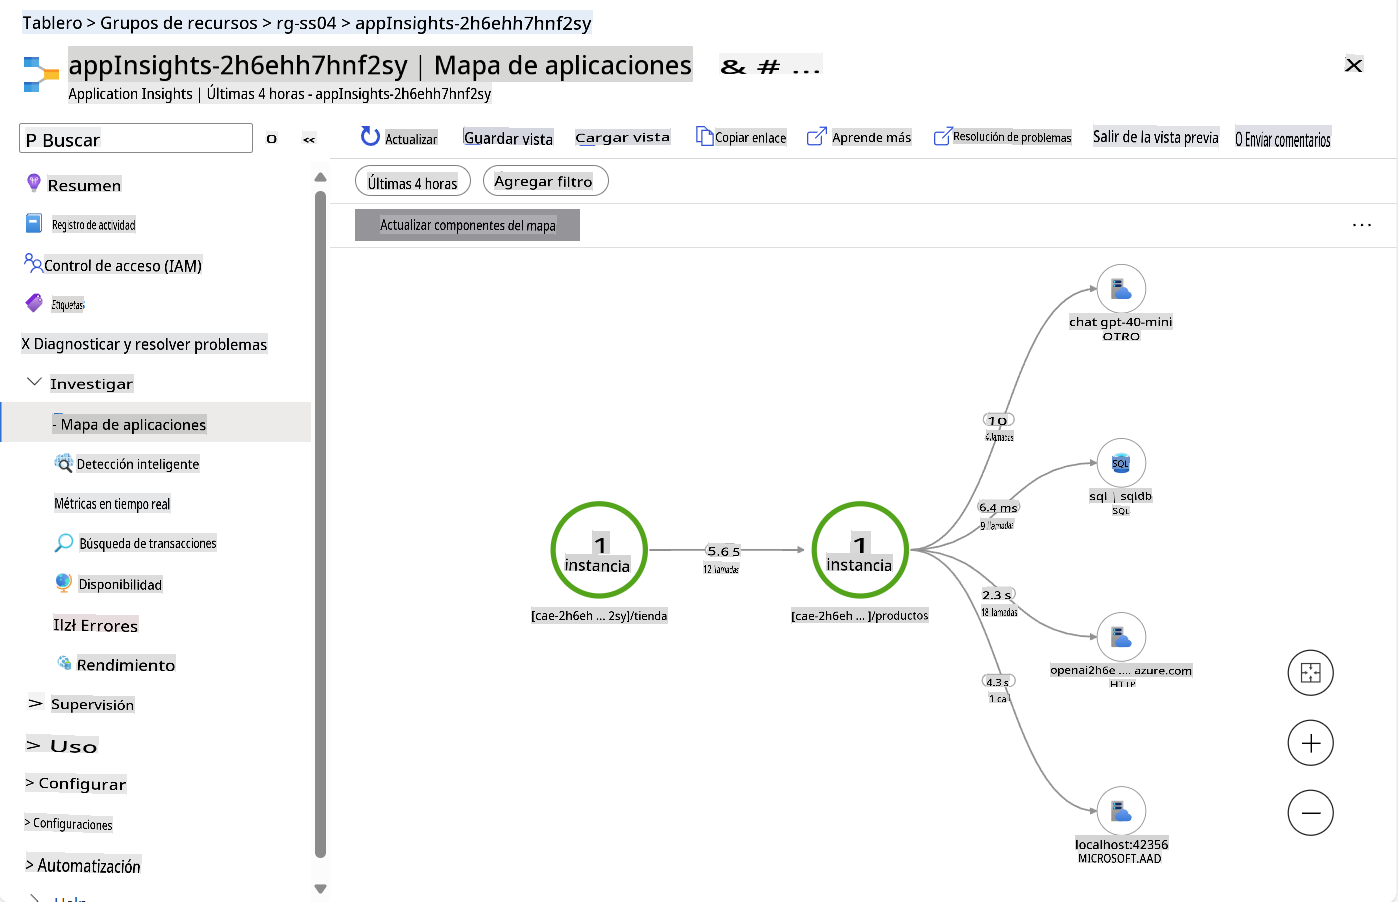 Tablero > Grupos de recursos > rg-ss04 > appInsights-2h6ehh7hnf2sy
appInsights-2h6ehh7hnf2sy | Mapa de aplicaciones & # ...
Application Insights | Últimas 4 horas - appInsights-2h6ehh7hnf2sy
P Buscar O «
Actualizar Guardar vista Cargar vista Copiar enlace Aprende más Resolución de problemas Salir de la vista previa O Enviar comentarios
Últimas 4 horas Agregar filtro
Actualizar componentes del mapa ...
Resumen
Registro de actividad
Control de acceso (IAM)
Etiquetas
X Diagnosticar y resolver problemas
Investigar
- Mapa de aplicaciones
Detección inteligente
Métricas en tiempo real
Búsqueda de transacciones
Disponibilidad
Ilzł Errores
Rendimiento
> Supervisión
> Uso
> Configurar
> Configuraciones
> Automatización
1
instancia
[cae-2h6eh ... 2sy]/tienda
5.6 s
12 llamadas
1
instancia
[cae-2h6eh ... ]/productos
10
4 llamadas
chat gpt-40-mini
OTRO
6.4 ms
9 llamadas
SQL
sql | sqldb
SQL
2.3 s
18 llamadas
openai2h6e .... azure.com
HTTP
4.3 s
1 cal
localhost:42356
MICROSOFT.AAD